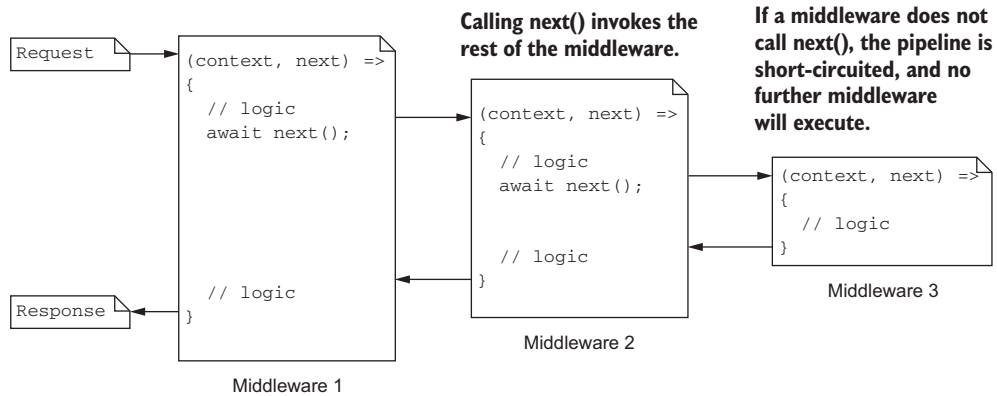 Request
(context, next) =>
{
// logic
await next();
// logic
}
Response
Middleware 1
Calling next() invokes the
rest of the middleware.
(context, next) =>
{
// logic
await next();
// logic
}
Middleware 2
If a middleware does not
call next(), the pipeline is
short-circuited, and no
further middleware
will execute.
(context, next) =>
{
// logic
}
Middleware 3